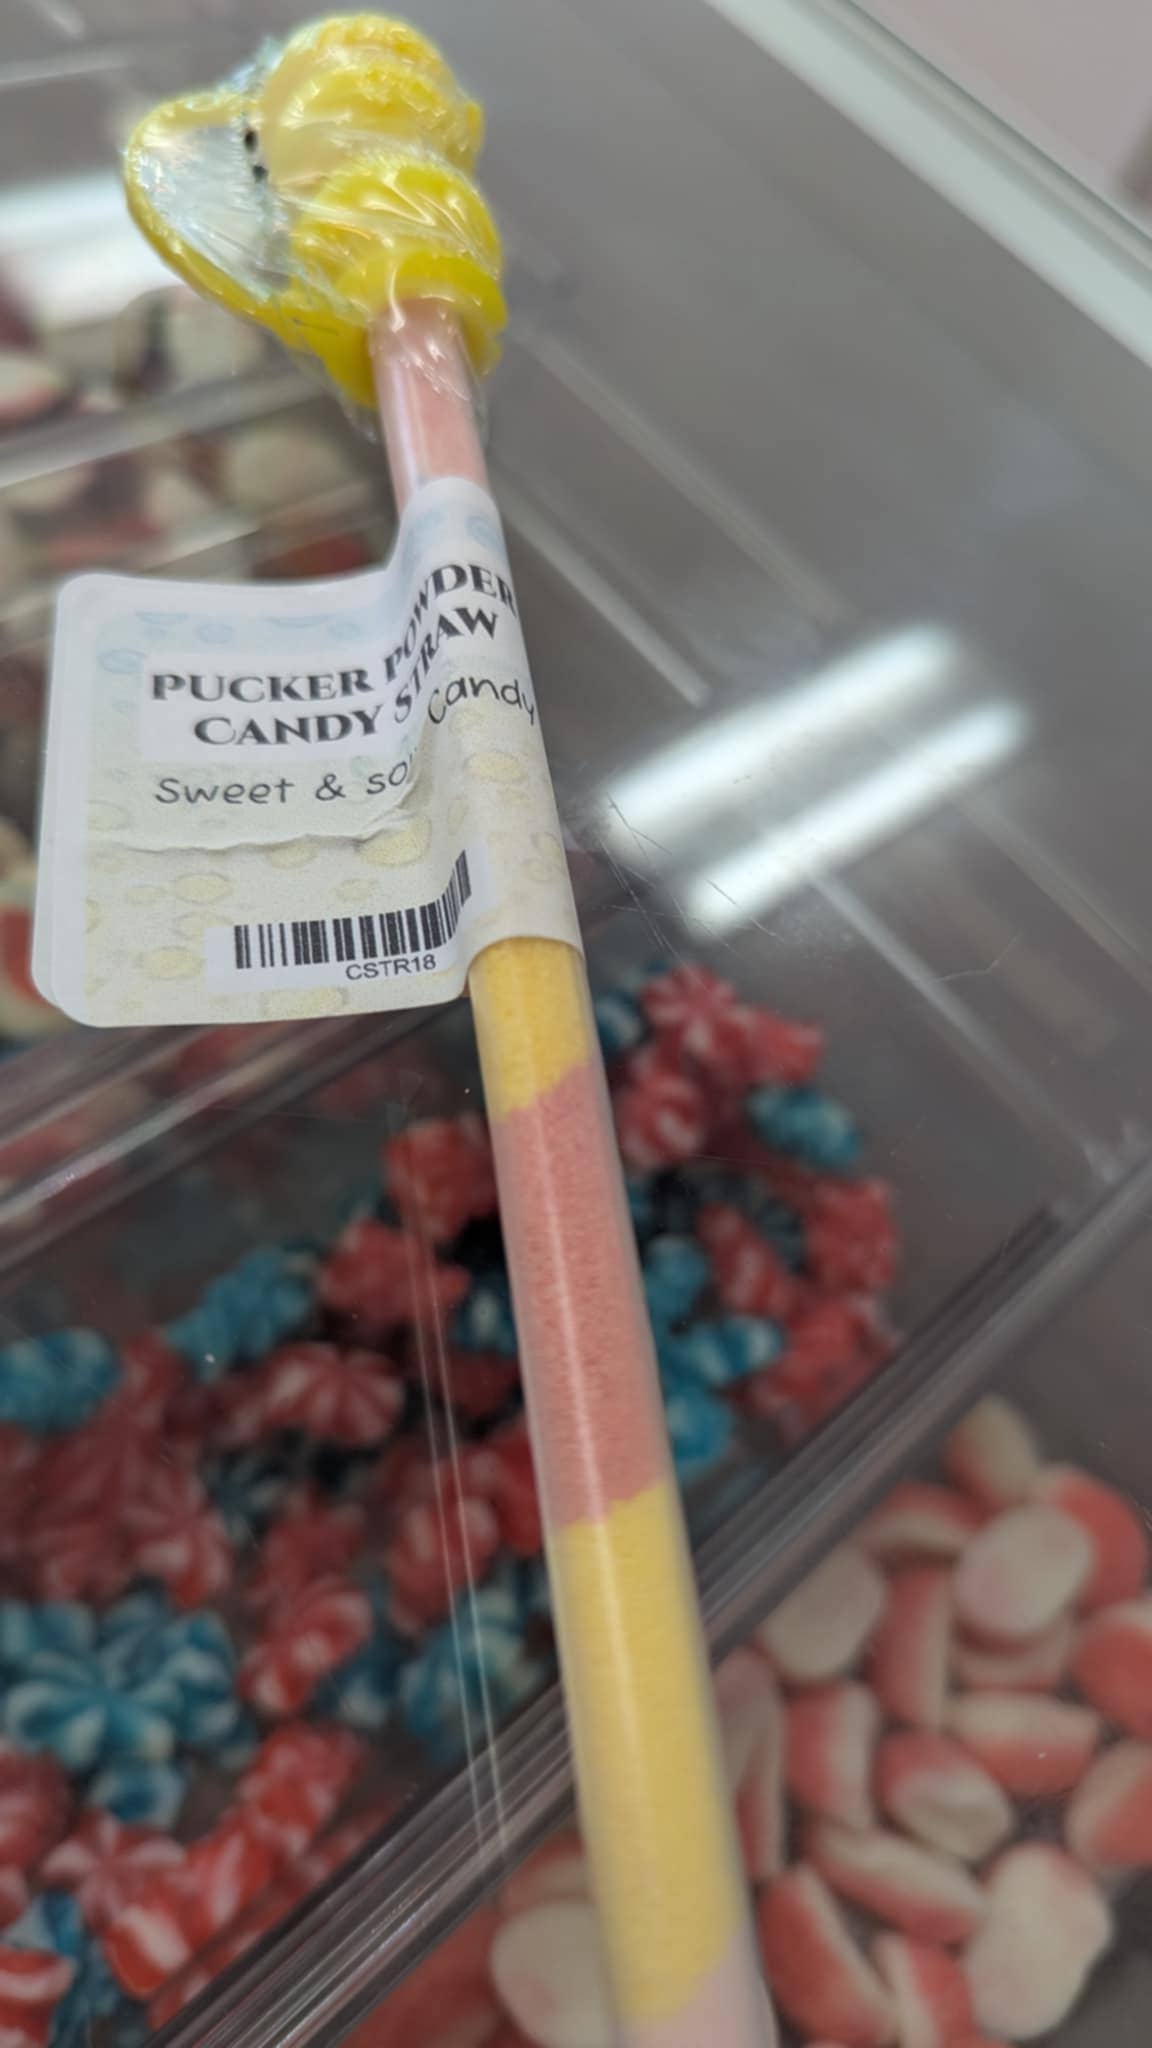 PUCKER POWDER
CANDY STRAW
Sweet & so Candy
CSTR18